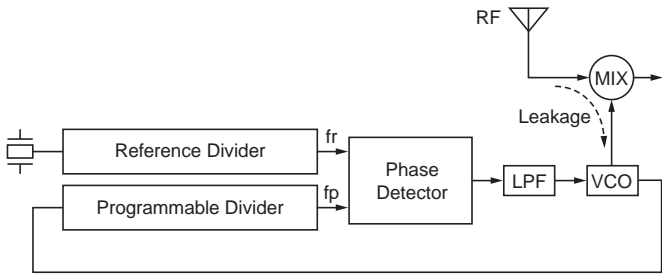 RF
MIX
Leakage
Reference Divider
fr
Phase
Detector
LPF
VCO
Programmable Divider
fp